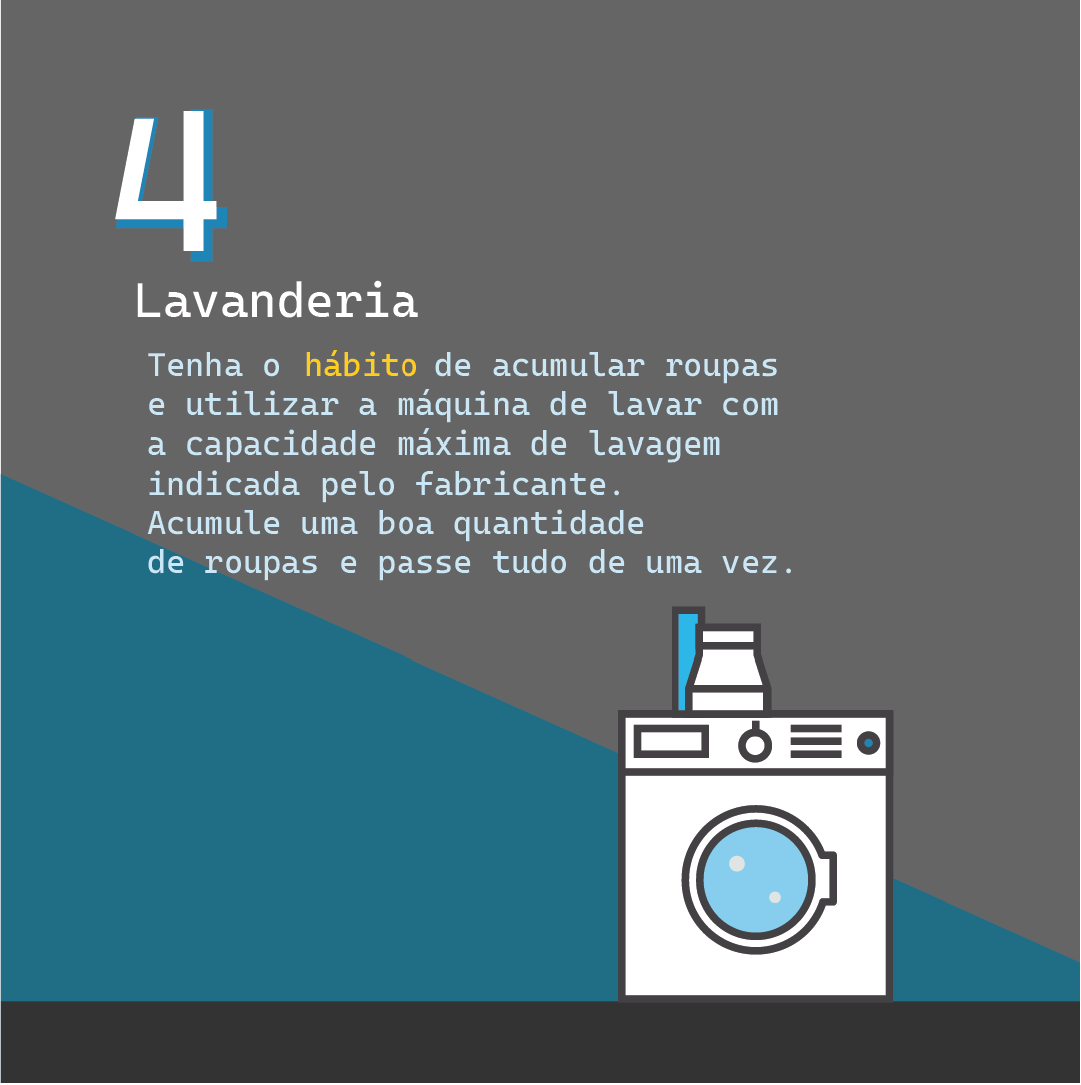 4
Lavanderia
Tenha o hábito de acumular roupas
e utilizar a máquina de lavar com
a capacidade máxima de lavagem
indicada pelo fabricante.
Acumule uma boa quantidade
de roupas e passe tudo de uma vez.